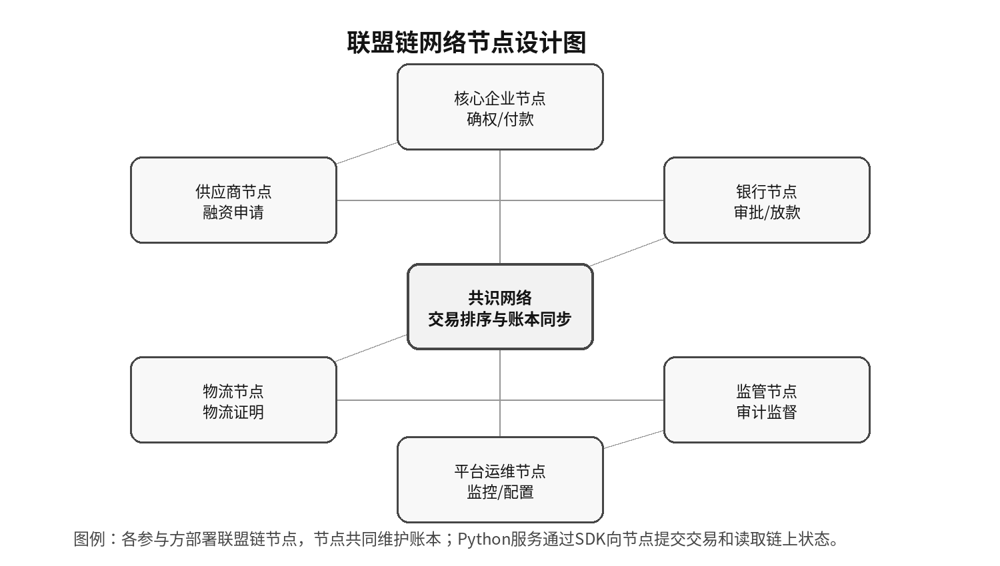 联盟链网络节点设计图
核心企业节点
确权/付款
供应商节点
融资申请
银行节点
审批/放款
共识网络
交易排序与账本同步
物流节点
物流证明
监管节点
审计监督
平台运维节点
监控/配置
图例：各参与方部署联盟链节点，节点共同维护账本；Python服务通过SDK向节点提交交易和读取链上状态。